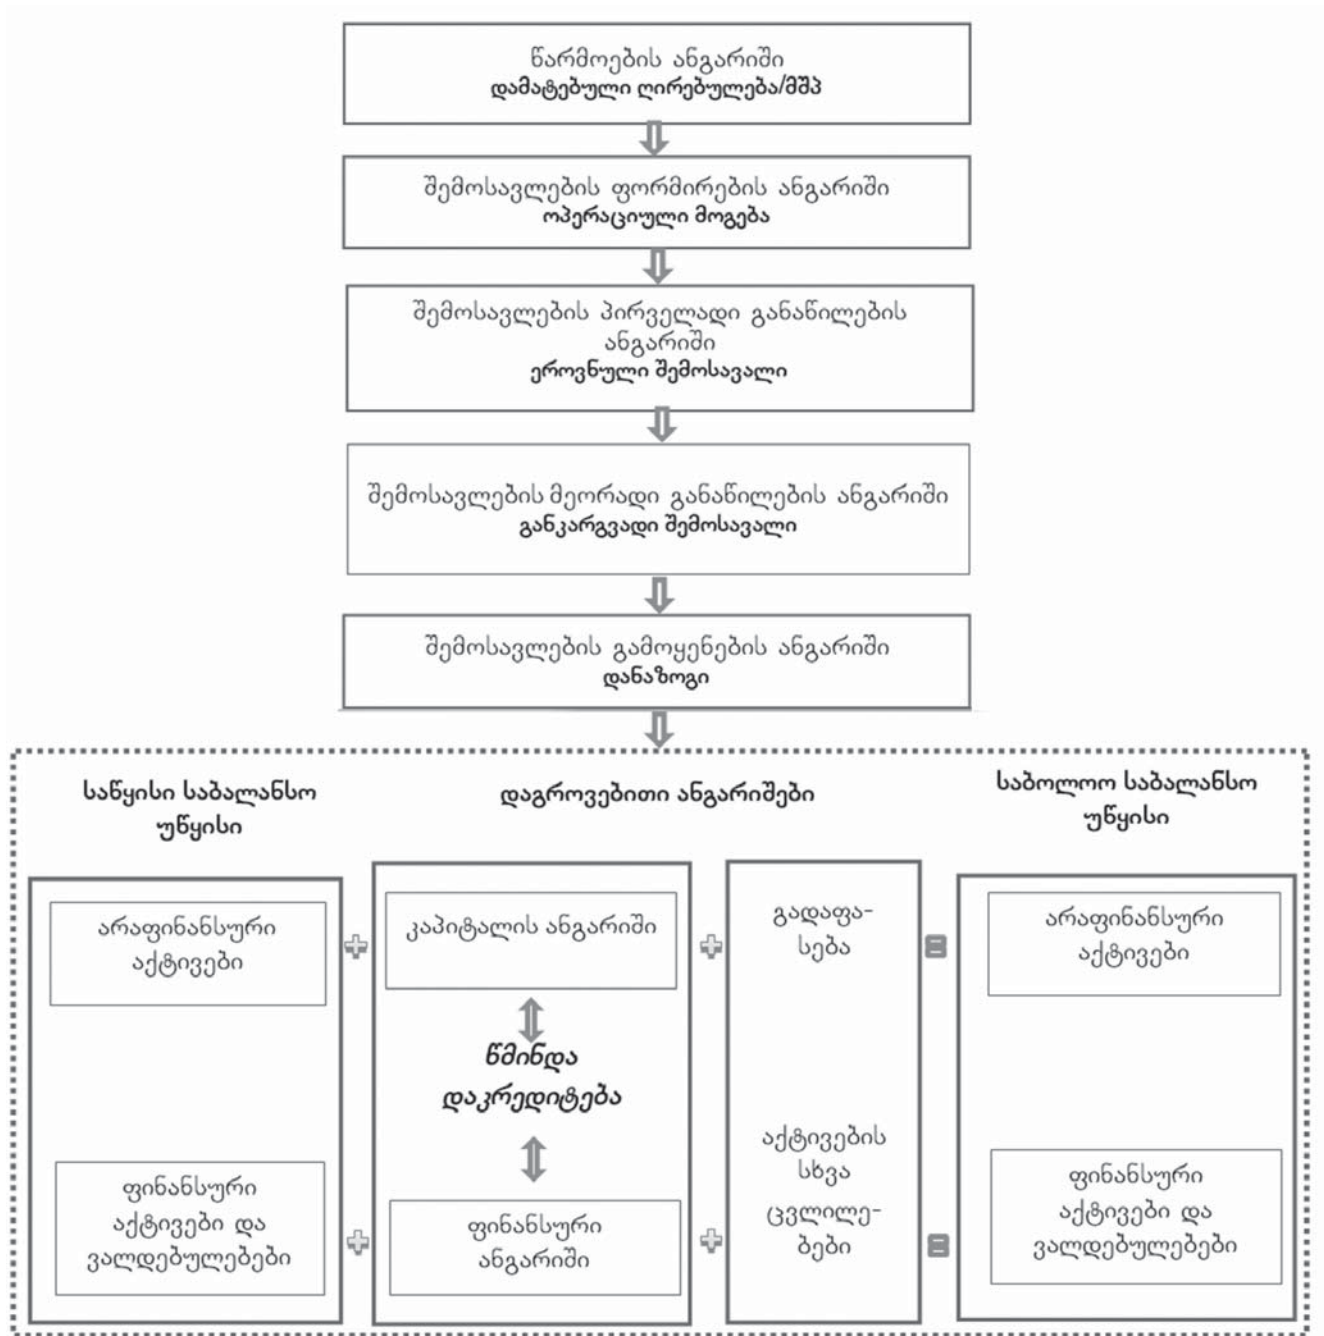 წარმოების ანგარიში
დამატებული ღირებულება/მშპ
შემოსავლების ფორმირების ანგარიში
ოპერაციული მოგება
შემოსავლების პირველადი განაწილების
ანგარიში
ეროვნული შემოსავალი
შემოსავლების მეორადი განაწილების ანგარიში
განკარგვადი შემოსავალი
შემოსავლების გამოყენების ანგარიში
დანაზოგი
საწყისი საბალანსო
უწყისი
დაგროვებითი ანგარიშები
საბოლოო საბალანსო
უწყისი
არაფინანსური
აქტივები
კაპიტალის ანგარიში
გადაფა-
სება
არაფინანსური
აქტივები
წმინდა
დაკრედიტება
ფინანსური
აქტივები და
ვალდებულებები
ფინანსური
ანგარიში
აქტივების
სხვა
ცვლილე-
ბები
ფინანსური
აქტივები და
ვალდებულებები